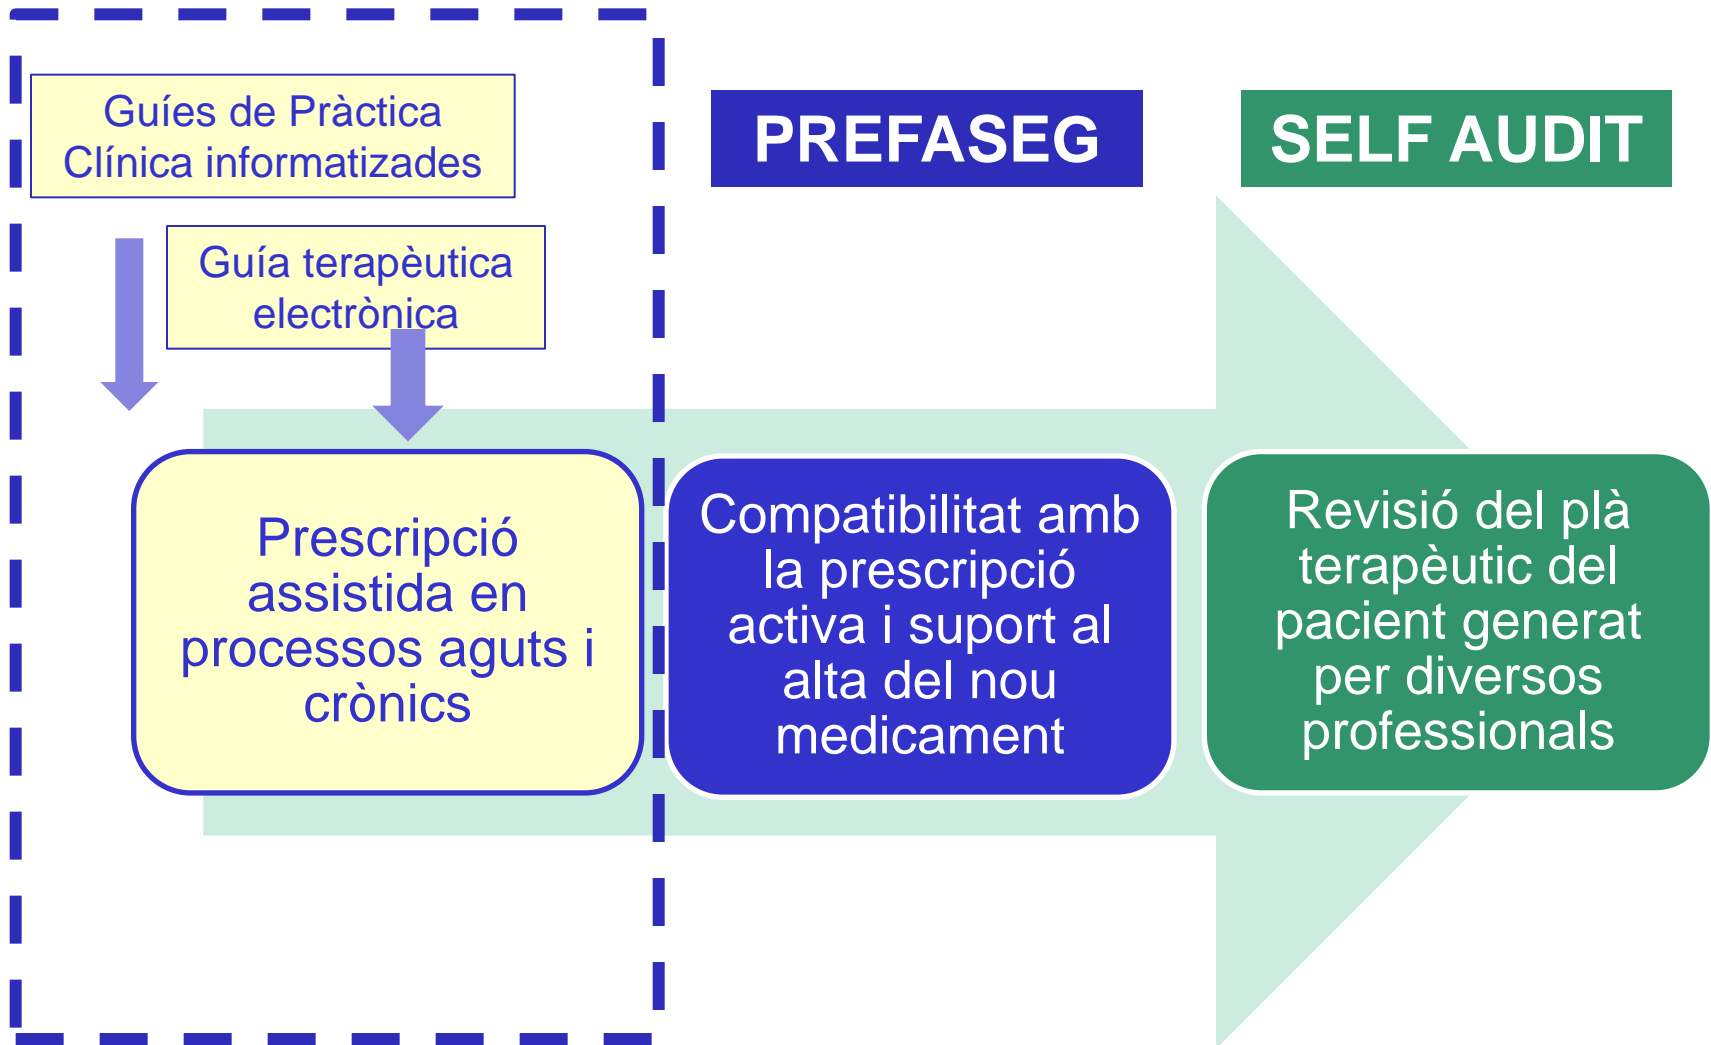 Guíes de Pràctica
Clínica informatizades
Guía terapèutica
electrònica
PREFASEG
SELF AUDIT
Prescripció
assistida en
processos aguts i
crònics
Compatibilitat amb
la prescripció
activa i suport al
alta del nou
medicament
Revisió del plà
terapèutic del
pacient generat
per diversos
professionals